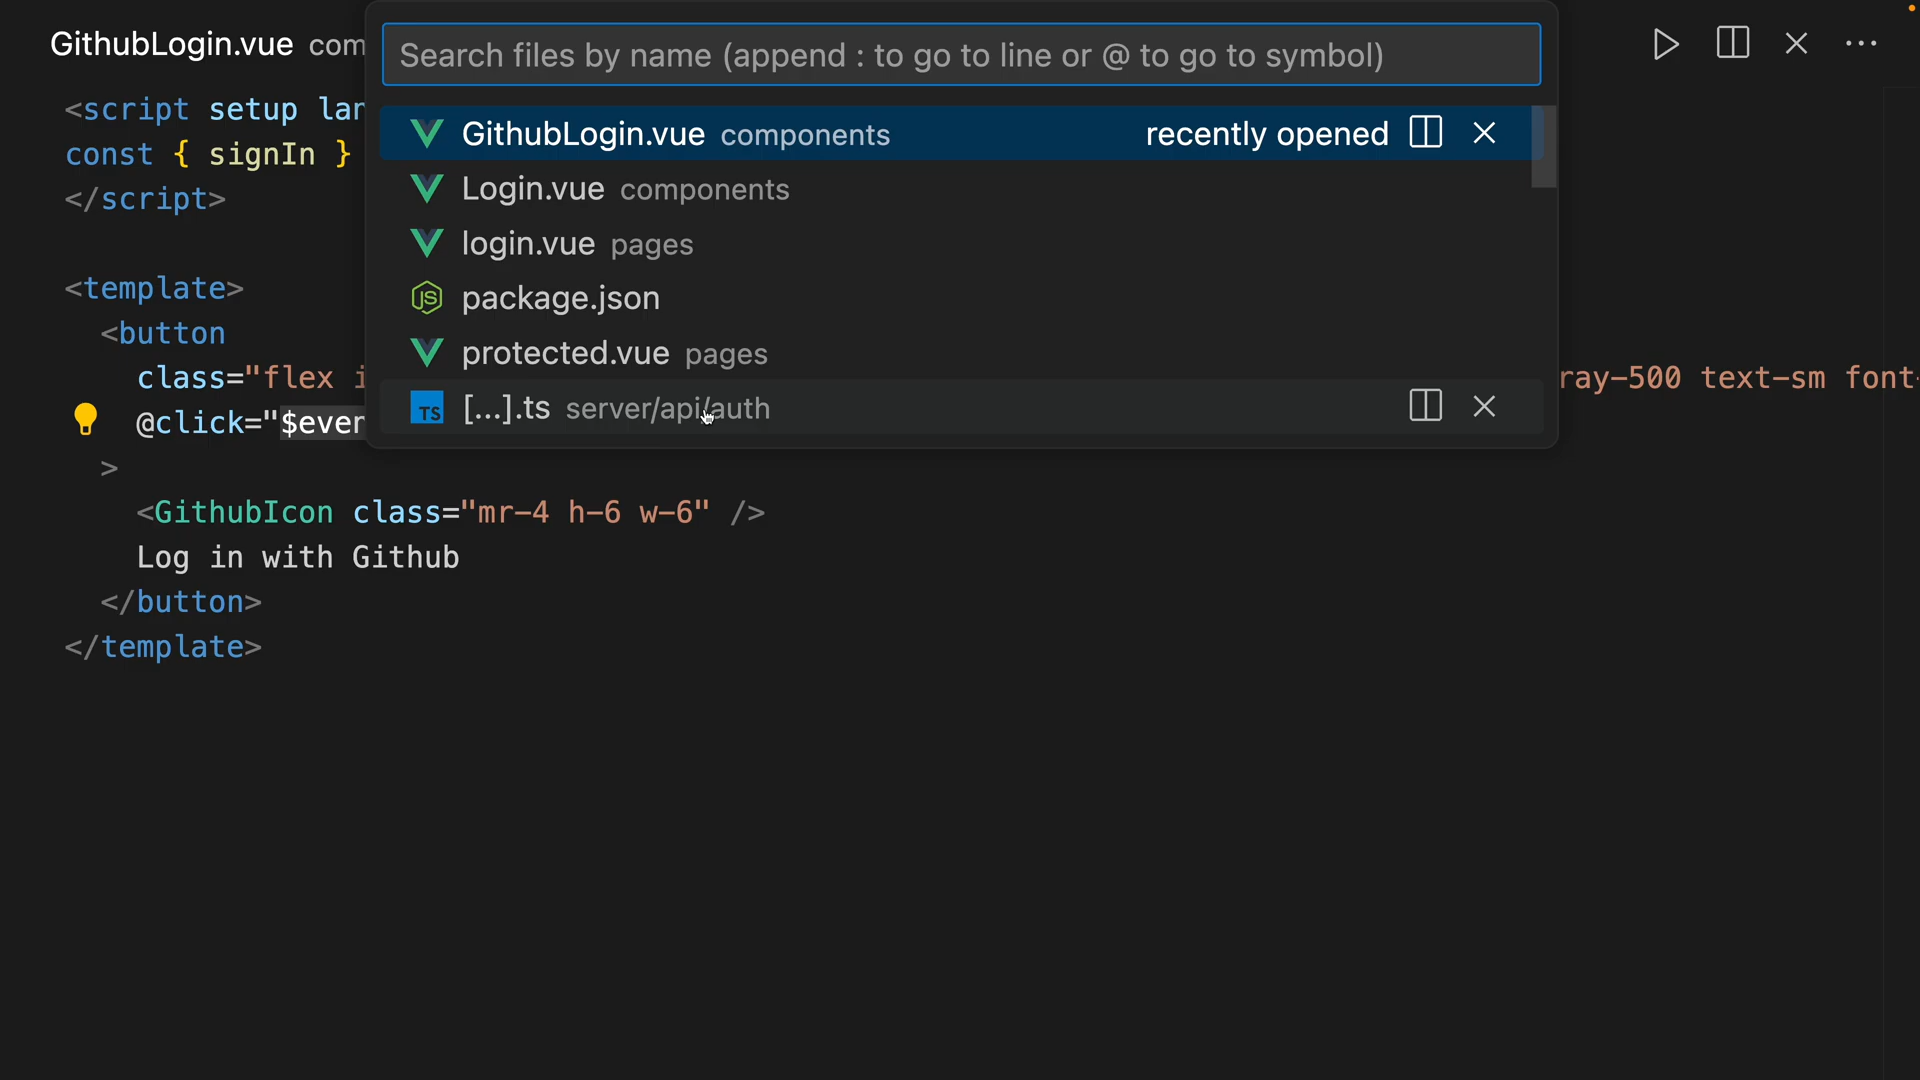 GithubLogin.vue com
Search files by name (append : to go to line or @ to go to symbol)
GithubLogin.vue components recently opened
Login.vue components
login.vue pages
package.json
protected.vue pages
TS [...].ts server/api/auth
<script setup lan
const { signIn }
</script>
<template>
<button
class="flex i
ray-500 text-sm font-
@click="$even
>
<GithubIcon class="mr-4 h-6 w-6" />
Log in with Github
</button>
</template>